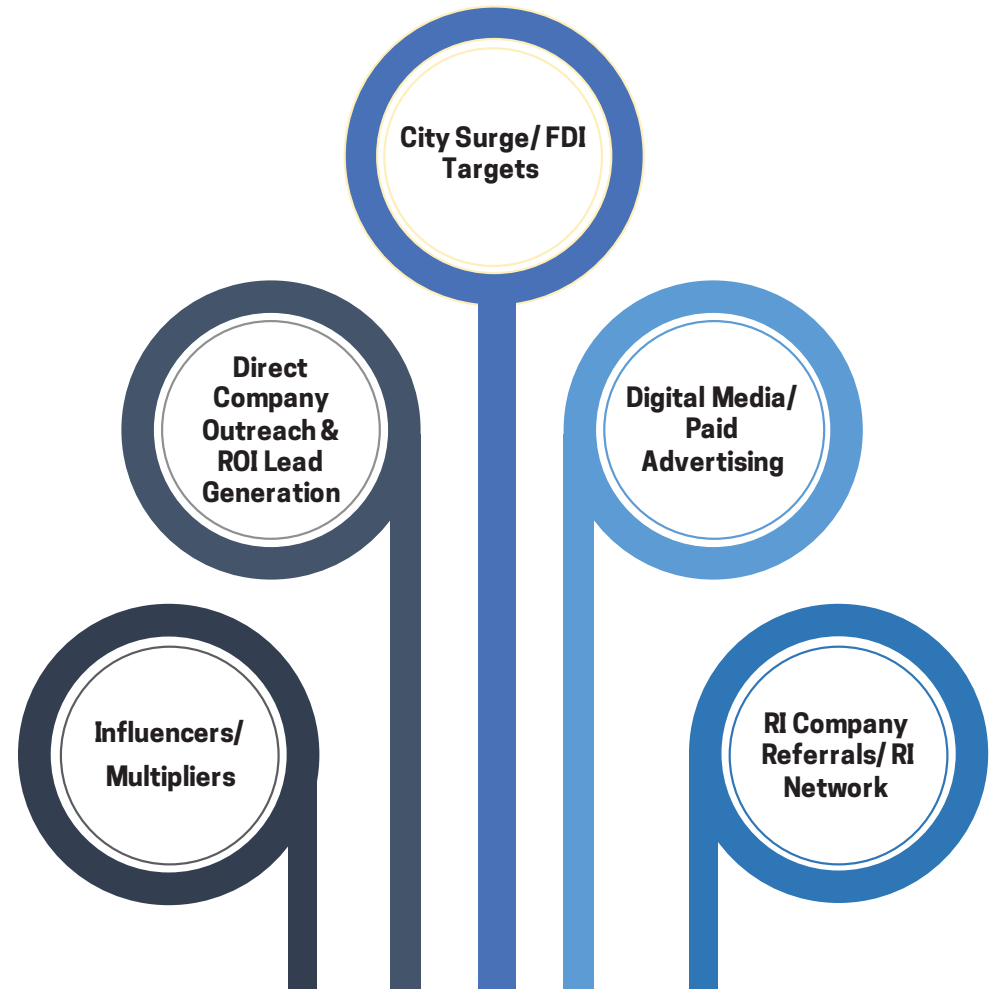 City Surge/ FDI
Targets
Direct
Company
Outreach &
ROI Lead
Generation
Digital Media/
Paid
Advertising
Influencers/
Multipliers
RI Company
Referrals/ RI
Network